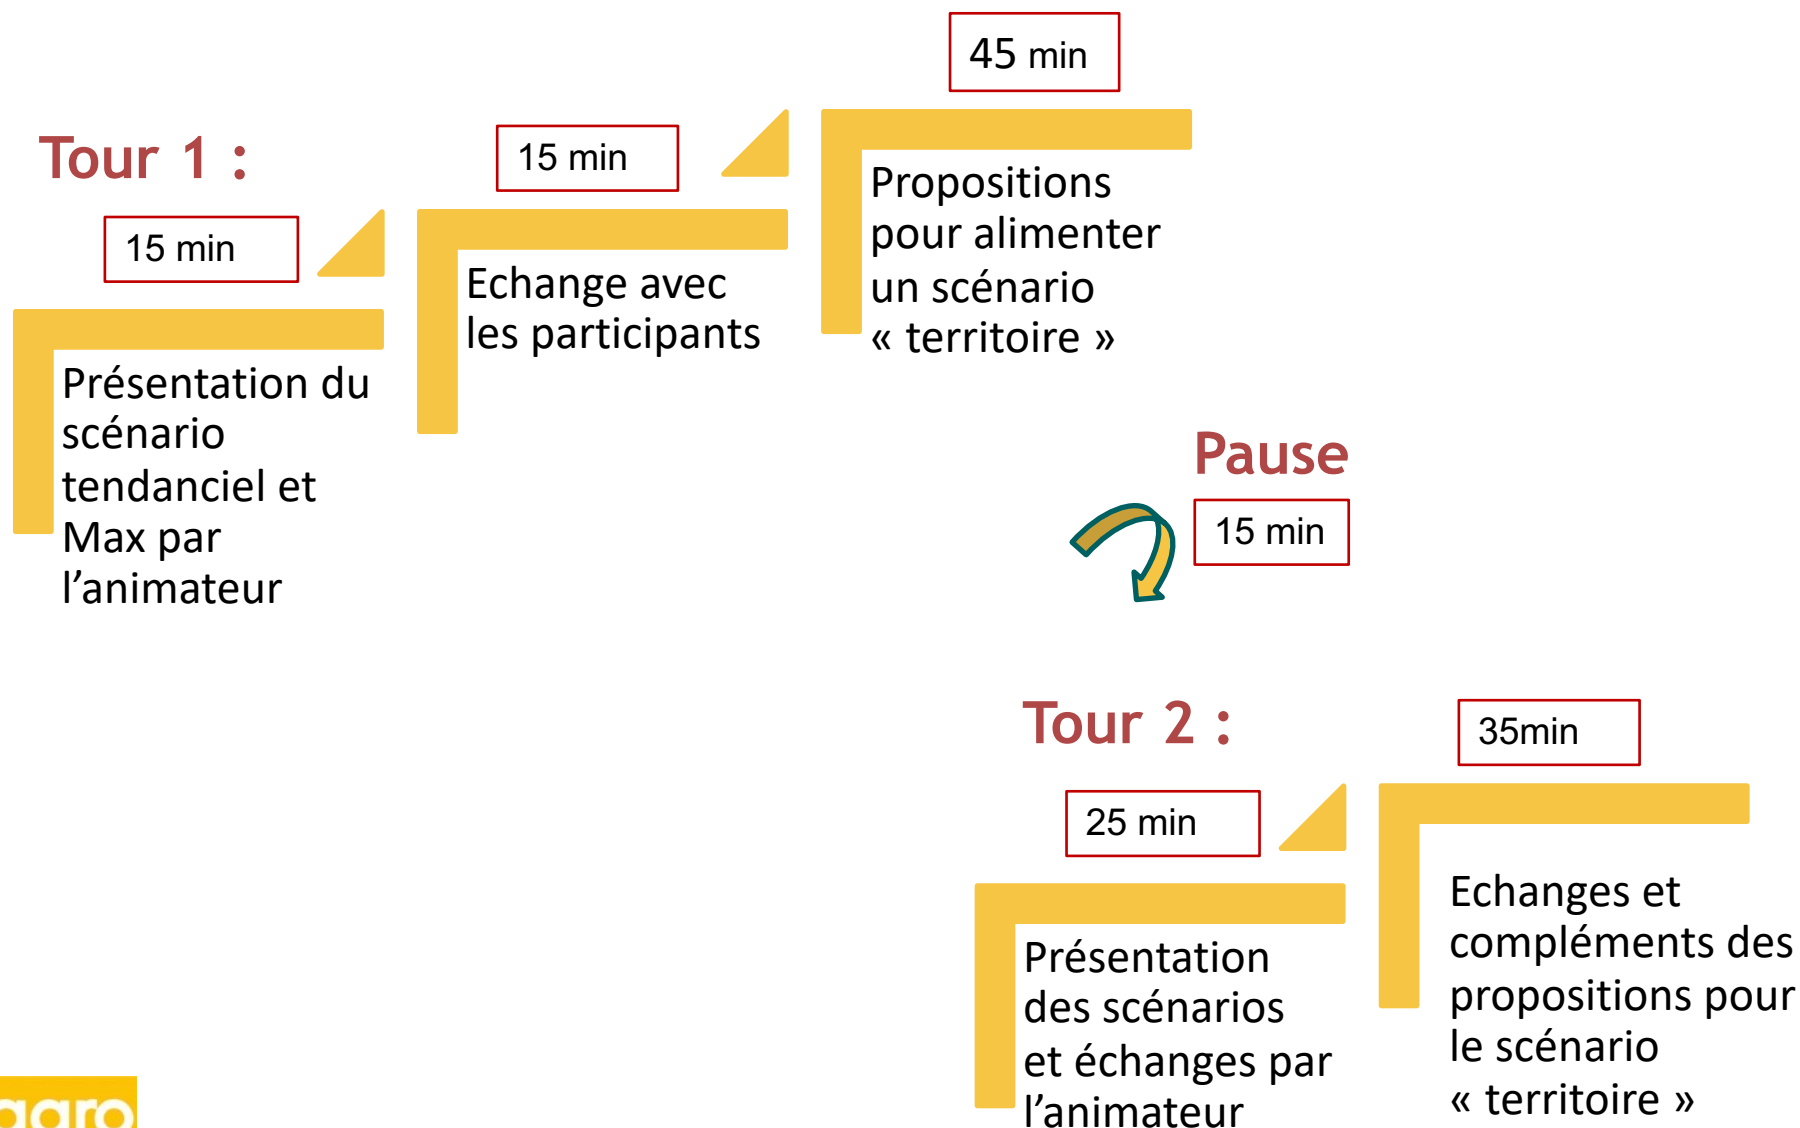 Tour 1 :
15 min
Présentation du
scénario
tendanciel et
Max par
l’animateur
15 min
Echange avec
les participants
45 min
Propositions
pour alimenter
un scénario
« territoire »
Pause
15 min
Tour 2 :
25 min
Présentation
des scénarios
et échanges par
l’animateur
35min
Echanges et
compléments des
propositions pour
le scénario
« territoire »